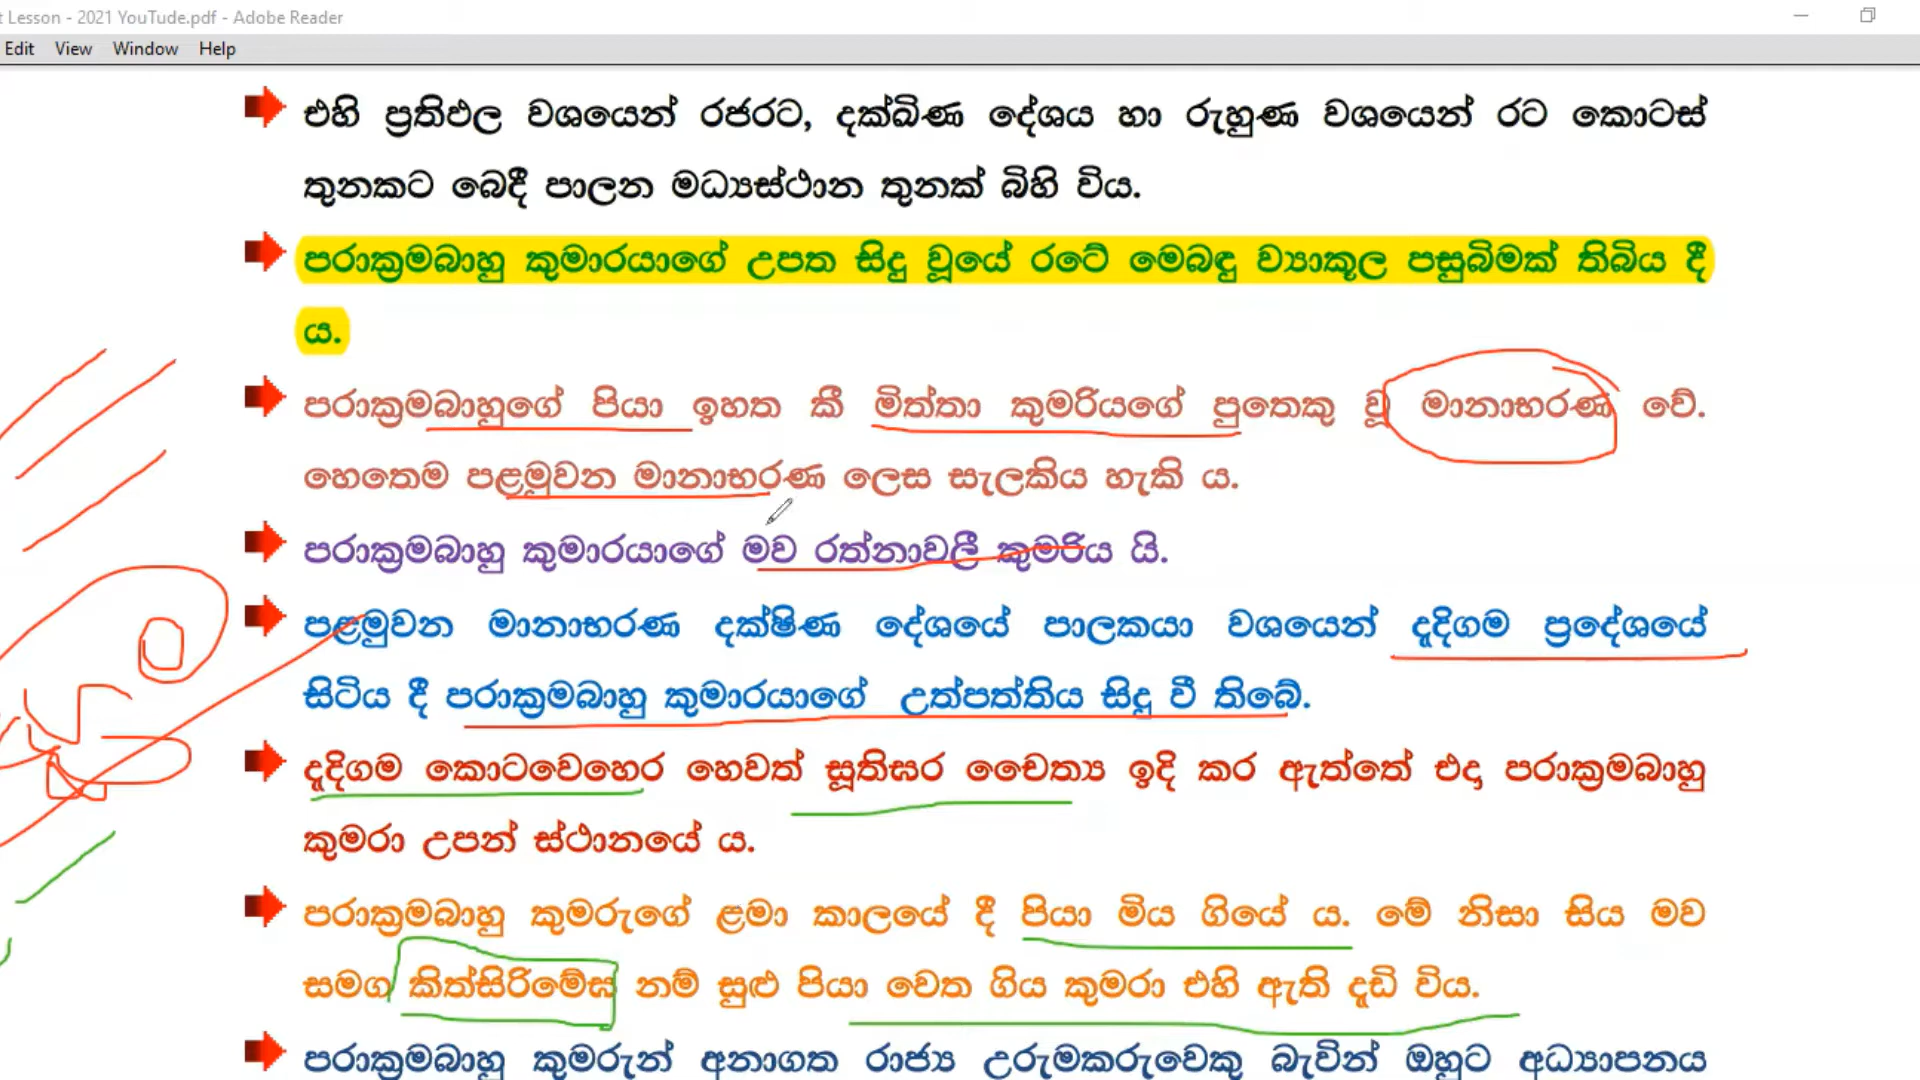 t Lesson - 2021 YouTude.pdf - Adobe Reader
Edit View Window Help
එහි ප්‍රතිඵල වශයෙන් රජරට, දක්ඛිණ දේශය හා රුහුණ වශයෙන් රට කොටස්
තුනකට බෙදී පාලන මධ්‍යස්ථාන තුනක් බිහි විය.
පරාක්‍රමබාහු කුමාරයාගේ උපත සිදු වූයේ රටේ මෙබඳු ව්‍යාකූල පසුබිමක් තිබිය දී
ය.
පරාක්‍රමබාහුගේ පියා ඉහත කී මිත්තා කුමරියගේ පුතෙකු වූ මානාභරණ වේ.
හෙතෙම පළමුවන මානාභරණ ලෙස සැලකිය හැකි ය.
පරාක්‍රමබාහු කුමාරයාගේ මව රත්නාවලී කුමරිය යි.
පළමුවන මානාභරණ දක්ෂිණ දේශයේ පාලකයා වශයෙන් දැදිගම ප්‍රදේශයේ
සිටිය දී පරාක්‍රමබාහු කුමාරයාගේ උත්පත්තිය සිදු වී තිබේ.
දැදිගම කොටවෙහෙර හෙවත් සූතිඝර චෛත්‍ය ඉදි කර ඇත්තේ එදා පරාක්‍රමබාහු
කුමරා උපන් ස්ථානයේ ය.
පරාක්‍රමබාහු කුමරුගේ ළමා කාලයේ දී පියා මිය ගියේ ය. මේ නිසා සිය මව
සමග කිත්සිරිමේඝ නම් සුළු පියා වෙත ගිය කුමරා එහි ඇති දැඩි විය.
පරාක්‍රමබාහු කුමරුන් අනාගත රාජ්‍ය උරුමකරුවෙකු බැවින් ඔහුට අධ්‍යාපනය